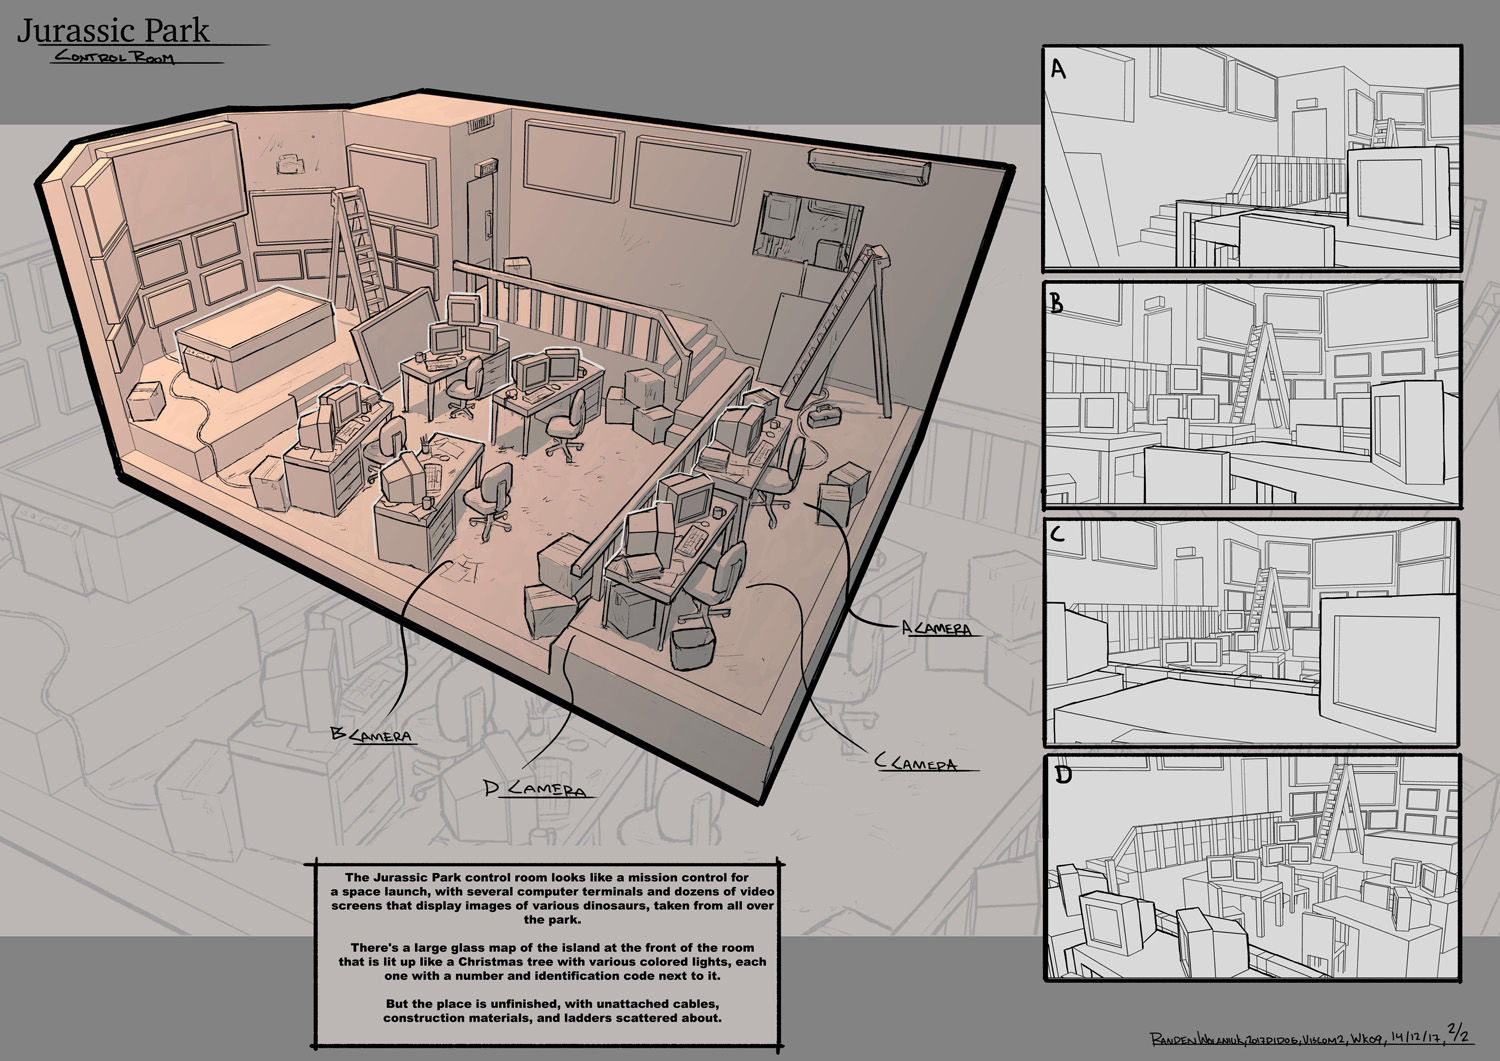 Jurassic Park
CONTROL ROOM
A
B
C
D
A CAMERA
B CAMERA
C CAMERA
D CAMERA
The Jurassic Park control room looks like a mission control for
a space launch, with several computer terminals and dozens of video
screens that display images of various dinosaurs, taken from all over
the park.
There's a large glass map of the island at the front of the room
that is lit up like a Christmas tree with various colored lights, each
one with a number and identification code next to it.
But the place is unfinished, with unattached cables,
construction materials, and ladders scattered about.
WOLANIUK, 2017DID05, VISCOM2, WK09, 14/12/17, 2/2